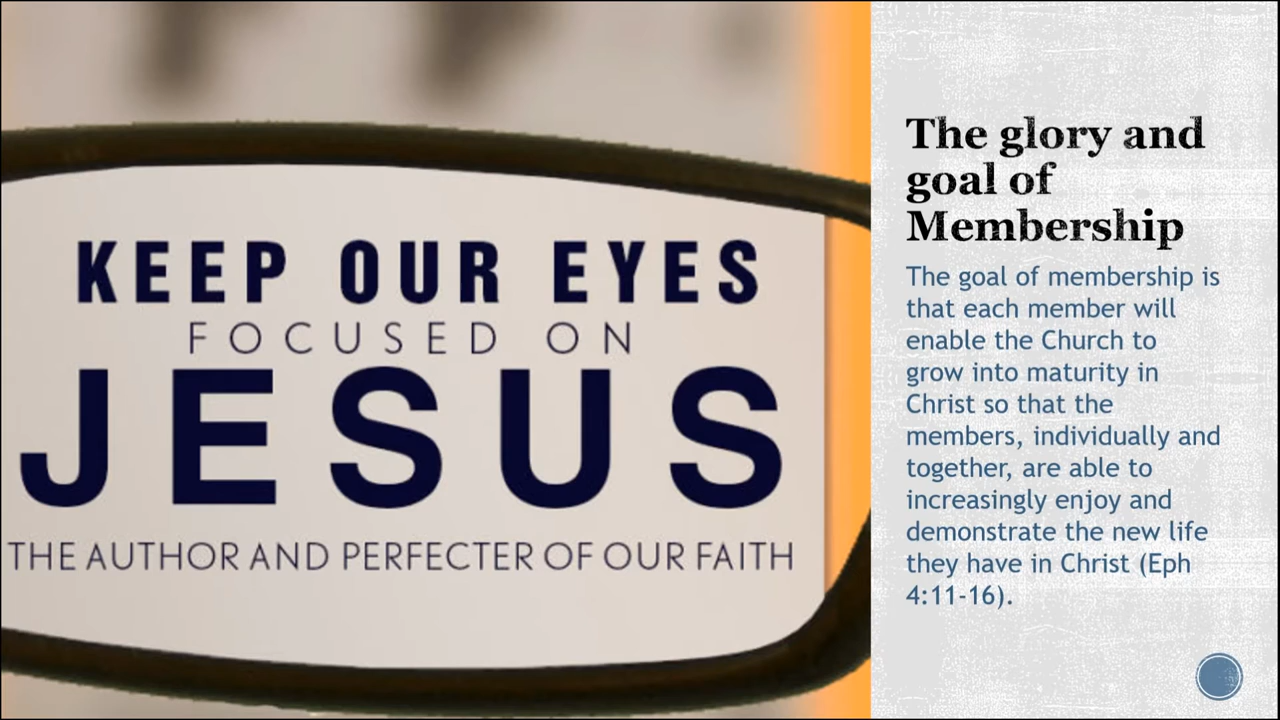 KEEP OUR EYES
FOCUSED ON
JESUS
THE AUTHOR AND PERFECTER OF OUR FAITH
The glory and
goal of
Membership
The goal of membership is
that each member will
enable the Church to
grow into maturity in
Christ so that the
members, individually and
together, are able to
increasingly enjoy and
demonstrate the new life
they have in Christ (Eph
4:11-16).